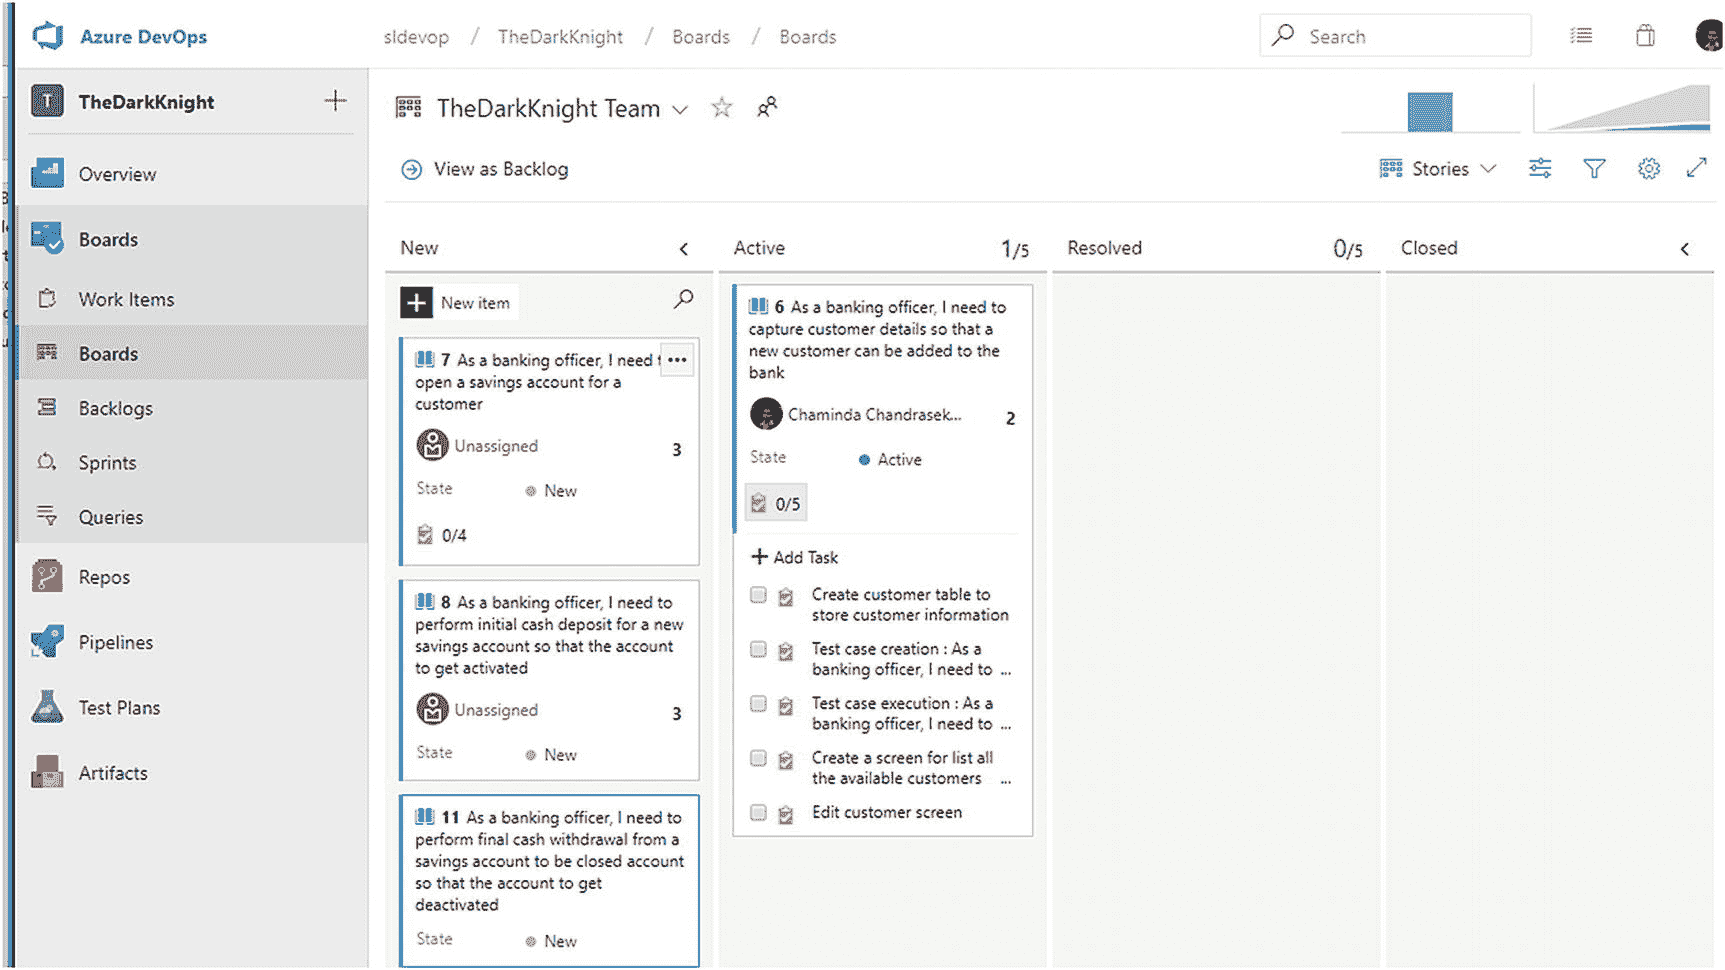 Azure DevOps
sldevop / TheDarkKnight / Boards / Boards
Search
T TheDarkKnight
TheDarkKnight Team
Overview
View as Backlog
Stories
Boards
Work Items
Boards
Backlogs
Sprints
Queries
Repos
Pipelines
Test Plans
Artifacts
New
New item
7 As a banking officer, I need
open a savings account for a
customer
Unassigned 3
State New
0/4
8 As a banking officer, I need to
perform initial cash deposit for a new
savings account so that the account
to get activated
Unassigned 3
State New
11 As a banking officer, I need to
perform final cash withdrawal from a
savings account to be closed account
so that the account to get
deactivated
State New
Active 1/5
6 As a banking officer, I need to
capture customer details so that a
new customer can be added to the
bank
Chaminda Chandrasek... 2
State Active
0/5
+ Add Task
Create customer table to
store customer information
Test case creation : As a
banking officer, I need to ...
Test case execution : As a
banking officer, I need to ...
Create a screen for list all
the available customers ...
Edit customer screen
Resolved 0/5
Closed